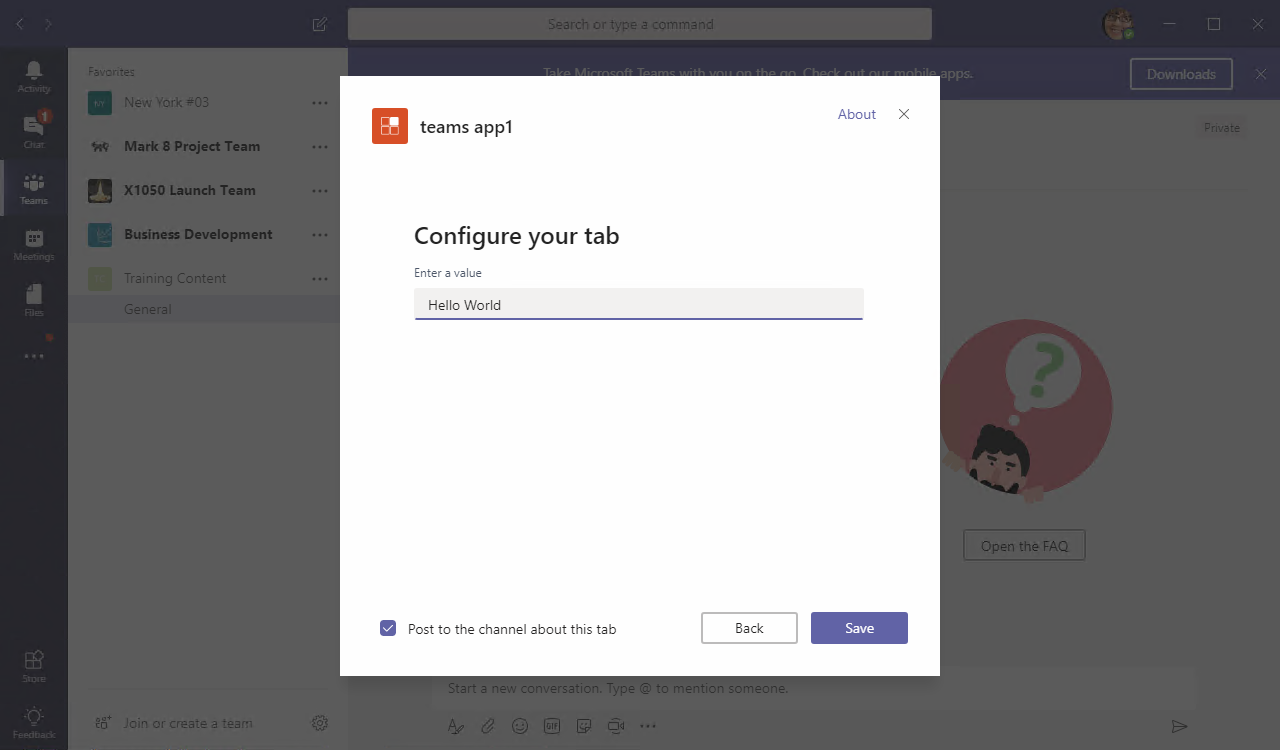 Search or type a command
Activity
1
Chat
Teams
Meetings
Files
Store
Feedback
Favorites
NY
New York #03
Mark 8 Project Team
X1050 Launch Team
Business Development
Training Content
General
Join or create a team
Take Microsoft Teams with you on the go. Check out our mobile apps.
Downloads
Private
teams app1
About
Configure your tab
Enter a value
Hello World
Post to the channel about this tab
Back
Save
?
Open the FAQ
Start a new conversation. Type @ to mention someone.
GIF